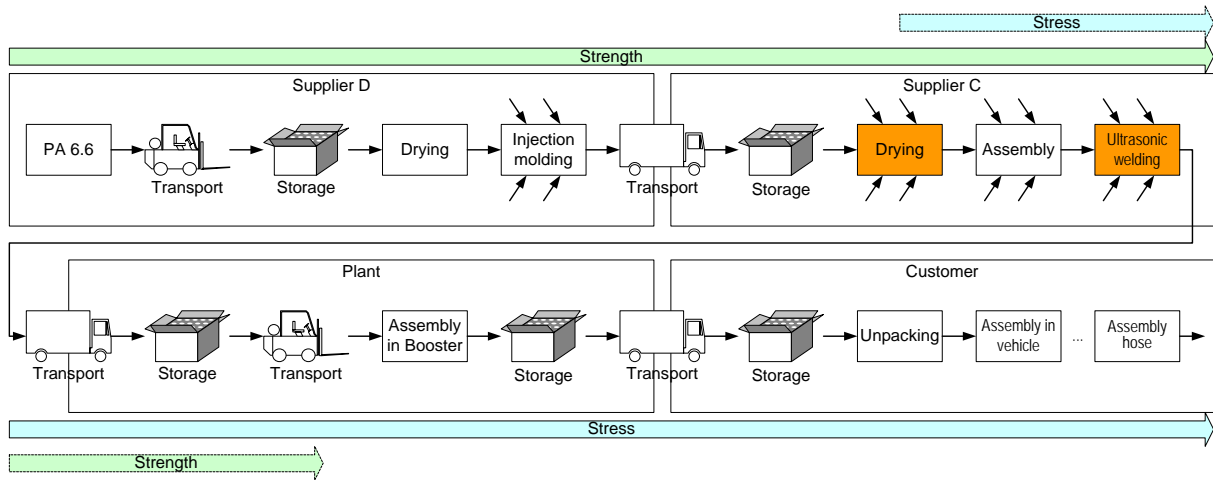 Stress
Strength
Supplier D
Supplier C
PA 6.6
Transport
Storage
Drying
Injection
molding
Transport
Storage
Drying
Assembly
Ultrasonic
welding
Plant
Customer
Transport
Storage
Transport
Assembly
in Booster
Storage
Transport
Storage
Unpacking
Assembly in
vehicle
...
Assembly
hose
Stress
Strength